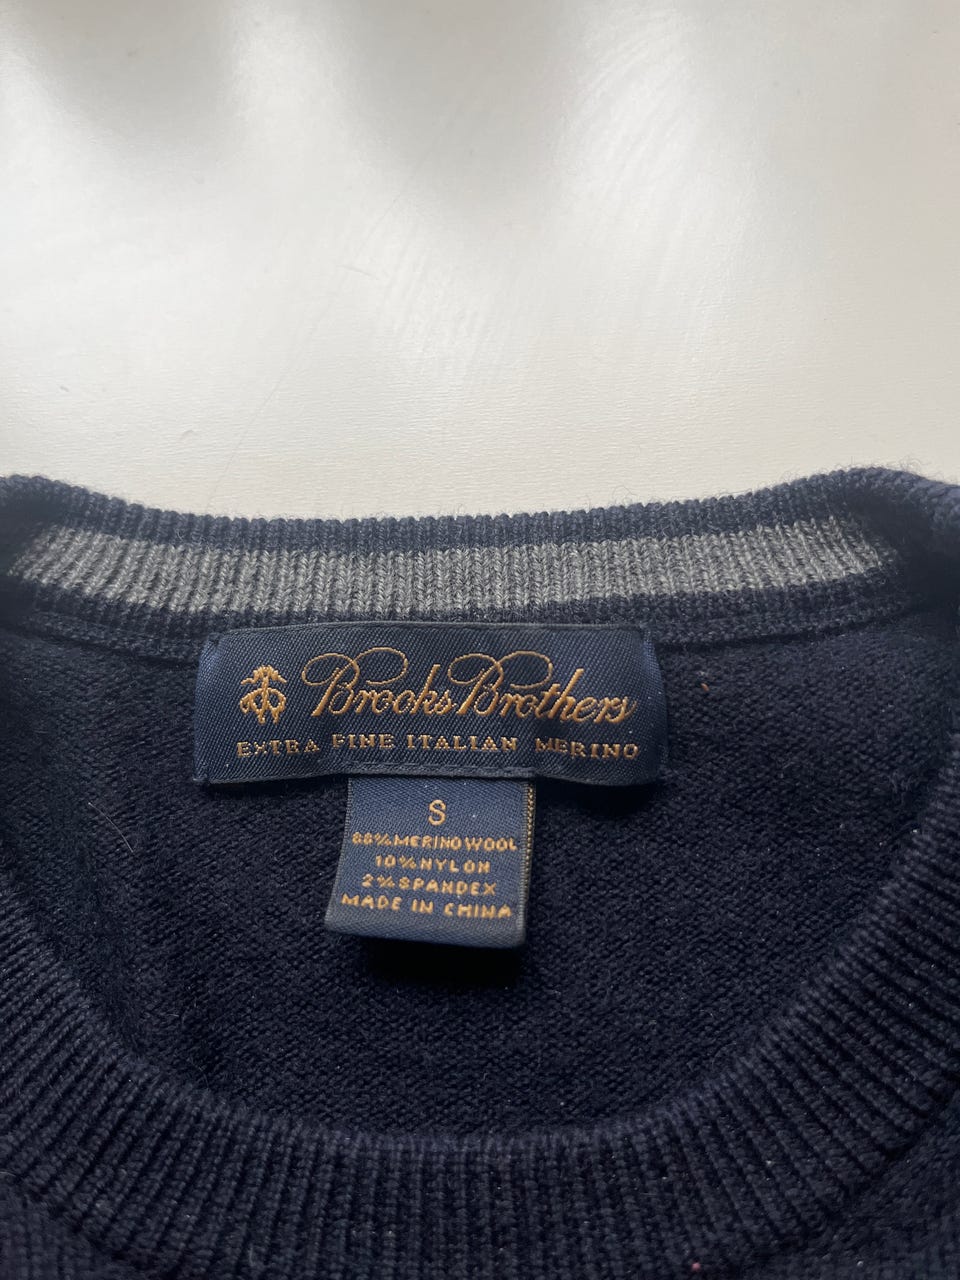 Brooks Brothers
EXTRA FINE ITALIAN MERINO
S
88% MERINO WOOL
10% NYLON
2% SPANDEX
MADE IN CHINA